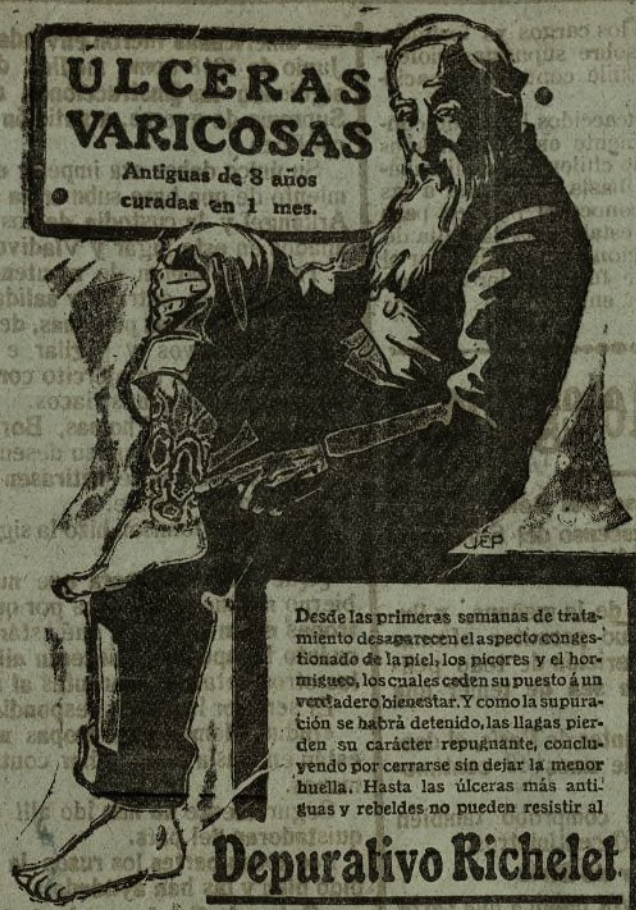 ÚLCERAS
VARICOSAS
Antiguas de 8 años
curadas en 1 mes.
JÉP
Desde las primeras semanas de trata-
miento desaparecen el aspecto conges-
tionado de la piel, los picores y el hor-
migueo, los cuales ceden su puesto á un
verdadero bienestar. Y como la supura-
ción se habrá detenido, las llagas pier-
den su carácter repugnante, conclu-
yendo por cerrarse sin dejar la menor
huella. Hasta las úlceras más anti-
guas y rebeldes no pueden resistir al
Depurativo Richelet